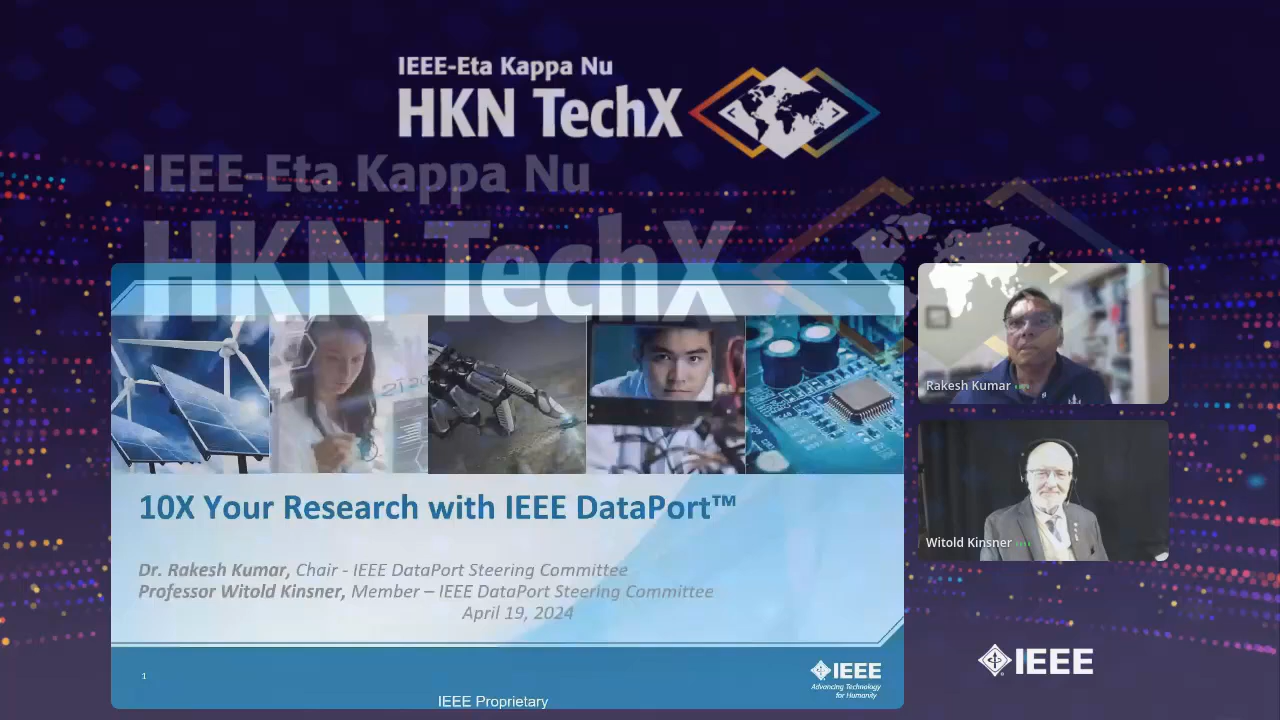 IEEE-Eta Kappa Nu
HKN TechX
IEEE-Eta Kappa Nu
HKN TechX
10X Your Research with IEEE DataPort™
Dr. Rakesh Kumar, Chair - IEEE DataPort Steering Committee
Professor Witold Kinsner, Member – IEEE DataPort Steering Committee
April 19, 2024
1
IEEE
Advancing Technology
for Humanity
IEEE Proprietary
Rakesh Kumar
Witold Kinsner
IEEE